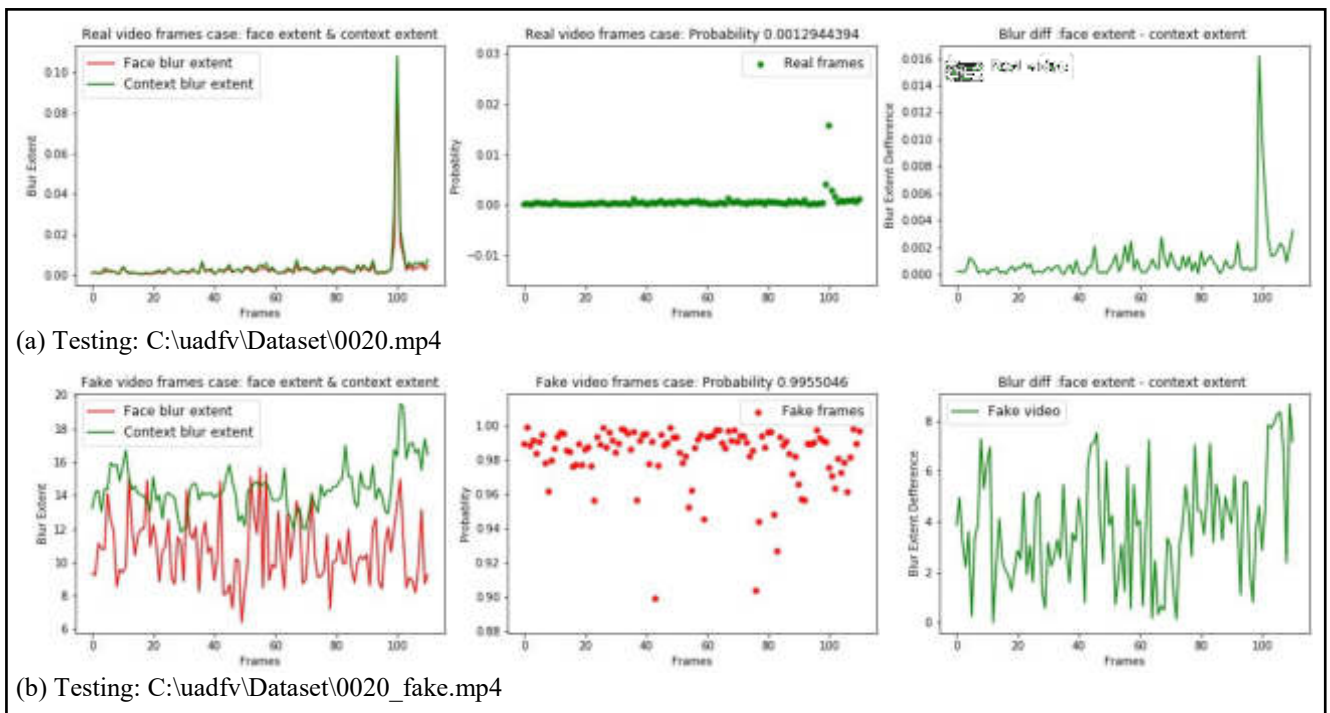 Real video frames case: face extent & context extent
Face blur extent
Context blur extent
Blur Extent
0.10
0.08
0.06
0.04
0.02
0.00
0 20 40 60 80 100
Frames
Real video frames case: Probability 0.0012944394
Real frames
Probablity
0.03
0.02
0.01
0.00
−0.01
0 20 40 60 80 100
Frames
Blur diff :face extent - context extent
Blur Extent Defference
0.016
0.014
0.012
0.010
0.008
0.006
0.004
0.002
0.000
0 20 40 60 80 100
Frames
(a) Testing: C:\uadfv\Dataset\0020.mp4
Fake video frames case: face extent & context extent
Face blur extent
Context blur extent
Blur Extent
20
18
16
14
12
10
8
6
0 20 40 60 80 100
Frames
Fake video frames case: Probability 0.9955046
Fake frames
Probablity
1.00
0.98
0.96
0.94
0.92
0.90
0.88
0 20 40 60 80 100
Frames
Blur diff :face extent - context extent
Fake video
Blur Extent Defference
8
6
4
2
0
0 20 40 60 80 100
Frames
(b) Testing: C:\uadfv\Dataset\0020_fake.mp4